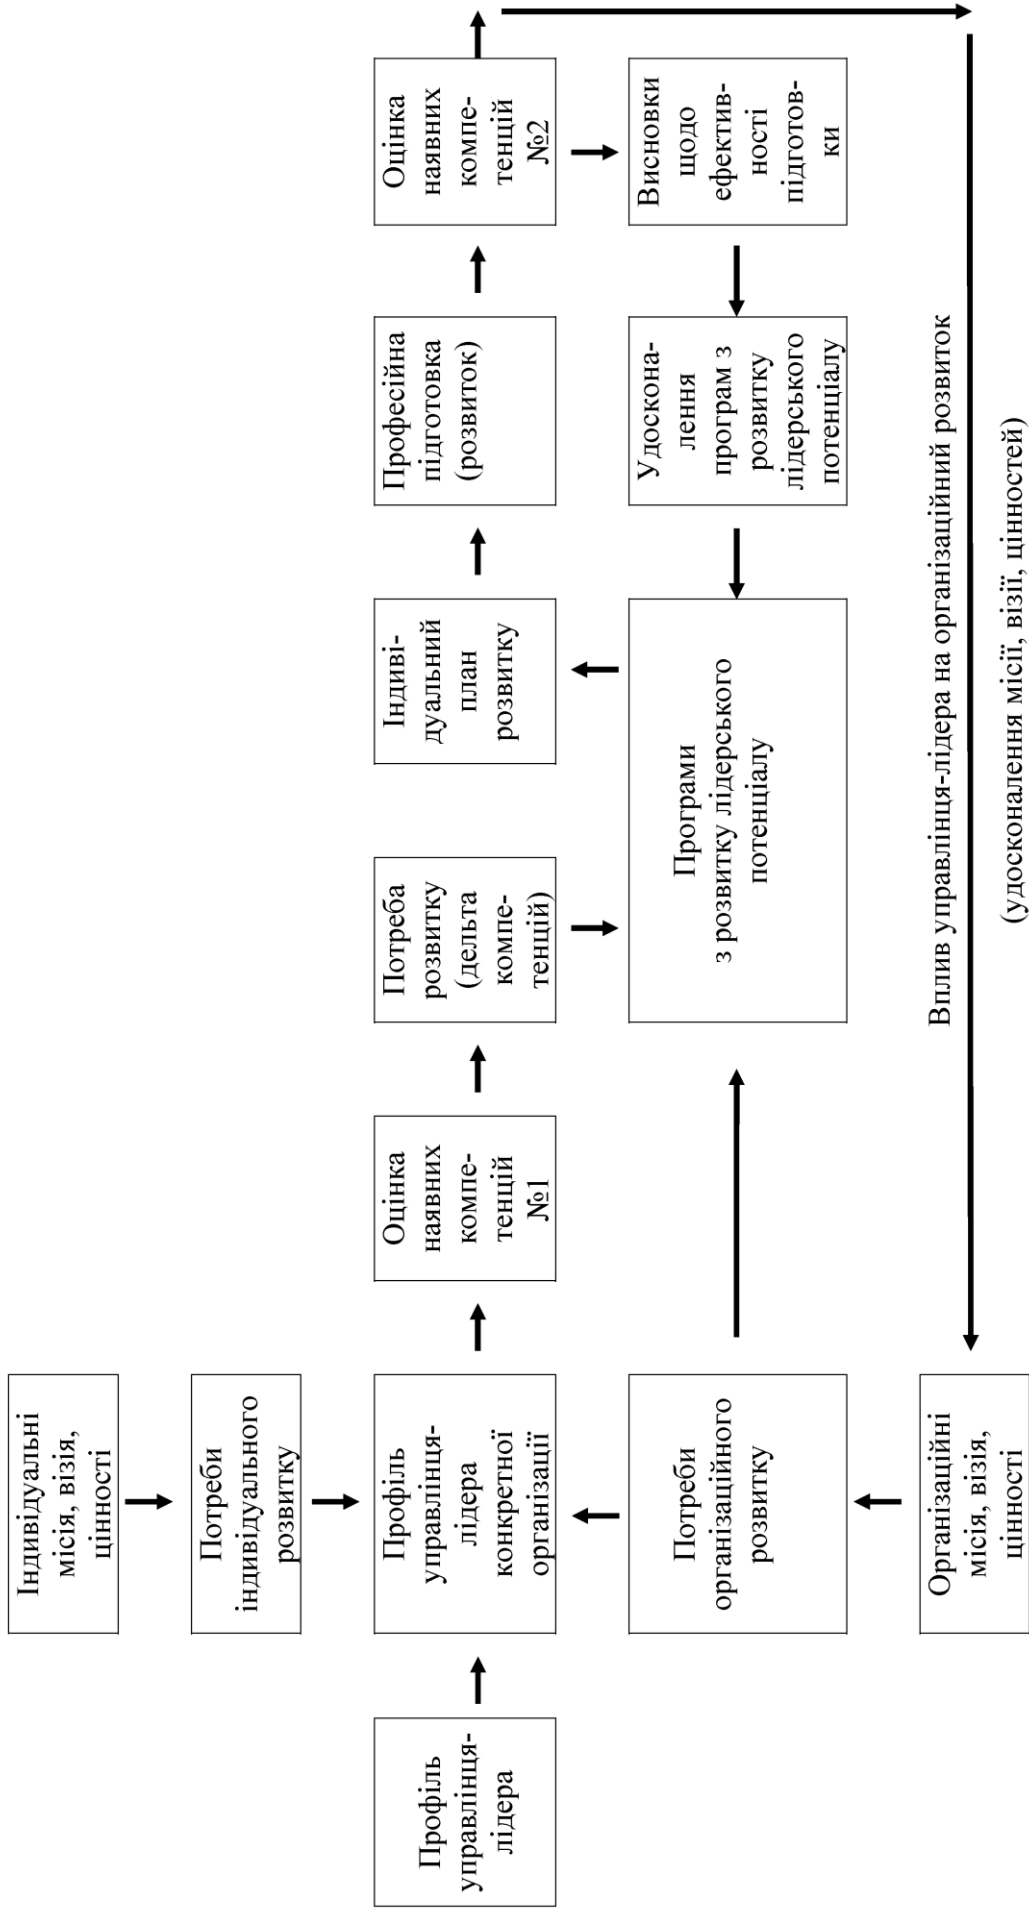 Індивідуальні
місія, візія,
цінності
Потреби
індивідуального
розвитку
Профіль
управлінця-
лідера
Профіль
управлінця-
лідера
конкретної
організації
Оцінка
наявних
компе-
тенцій
№1
Потреба
розвитку
(дельта
компе-
тенцій)
Індиві-
дуальний
план
розвитку
Професійна
підготовка
(розвиток)
Оцінка
наявних
компе-
тенцій
№2
Потреби
організаційного
розвитку
Програми
з розвитку лідерського
потенціалу
Удоскона-
лення
програм з
розвитку
лідерського
потенціалу
Висновки
щодо
ефектив-
ності
підготов-
ки
Організаційні
місія, візія,
цінності
Вплив управлінця-лідера на організаційний розвиток
(удосконалення місії, візії, цінностей)